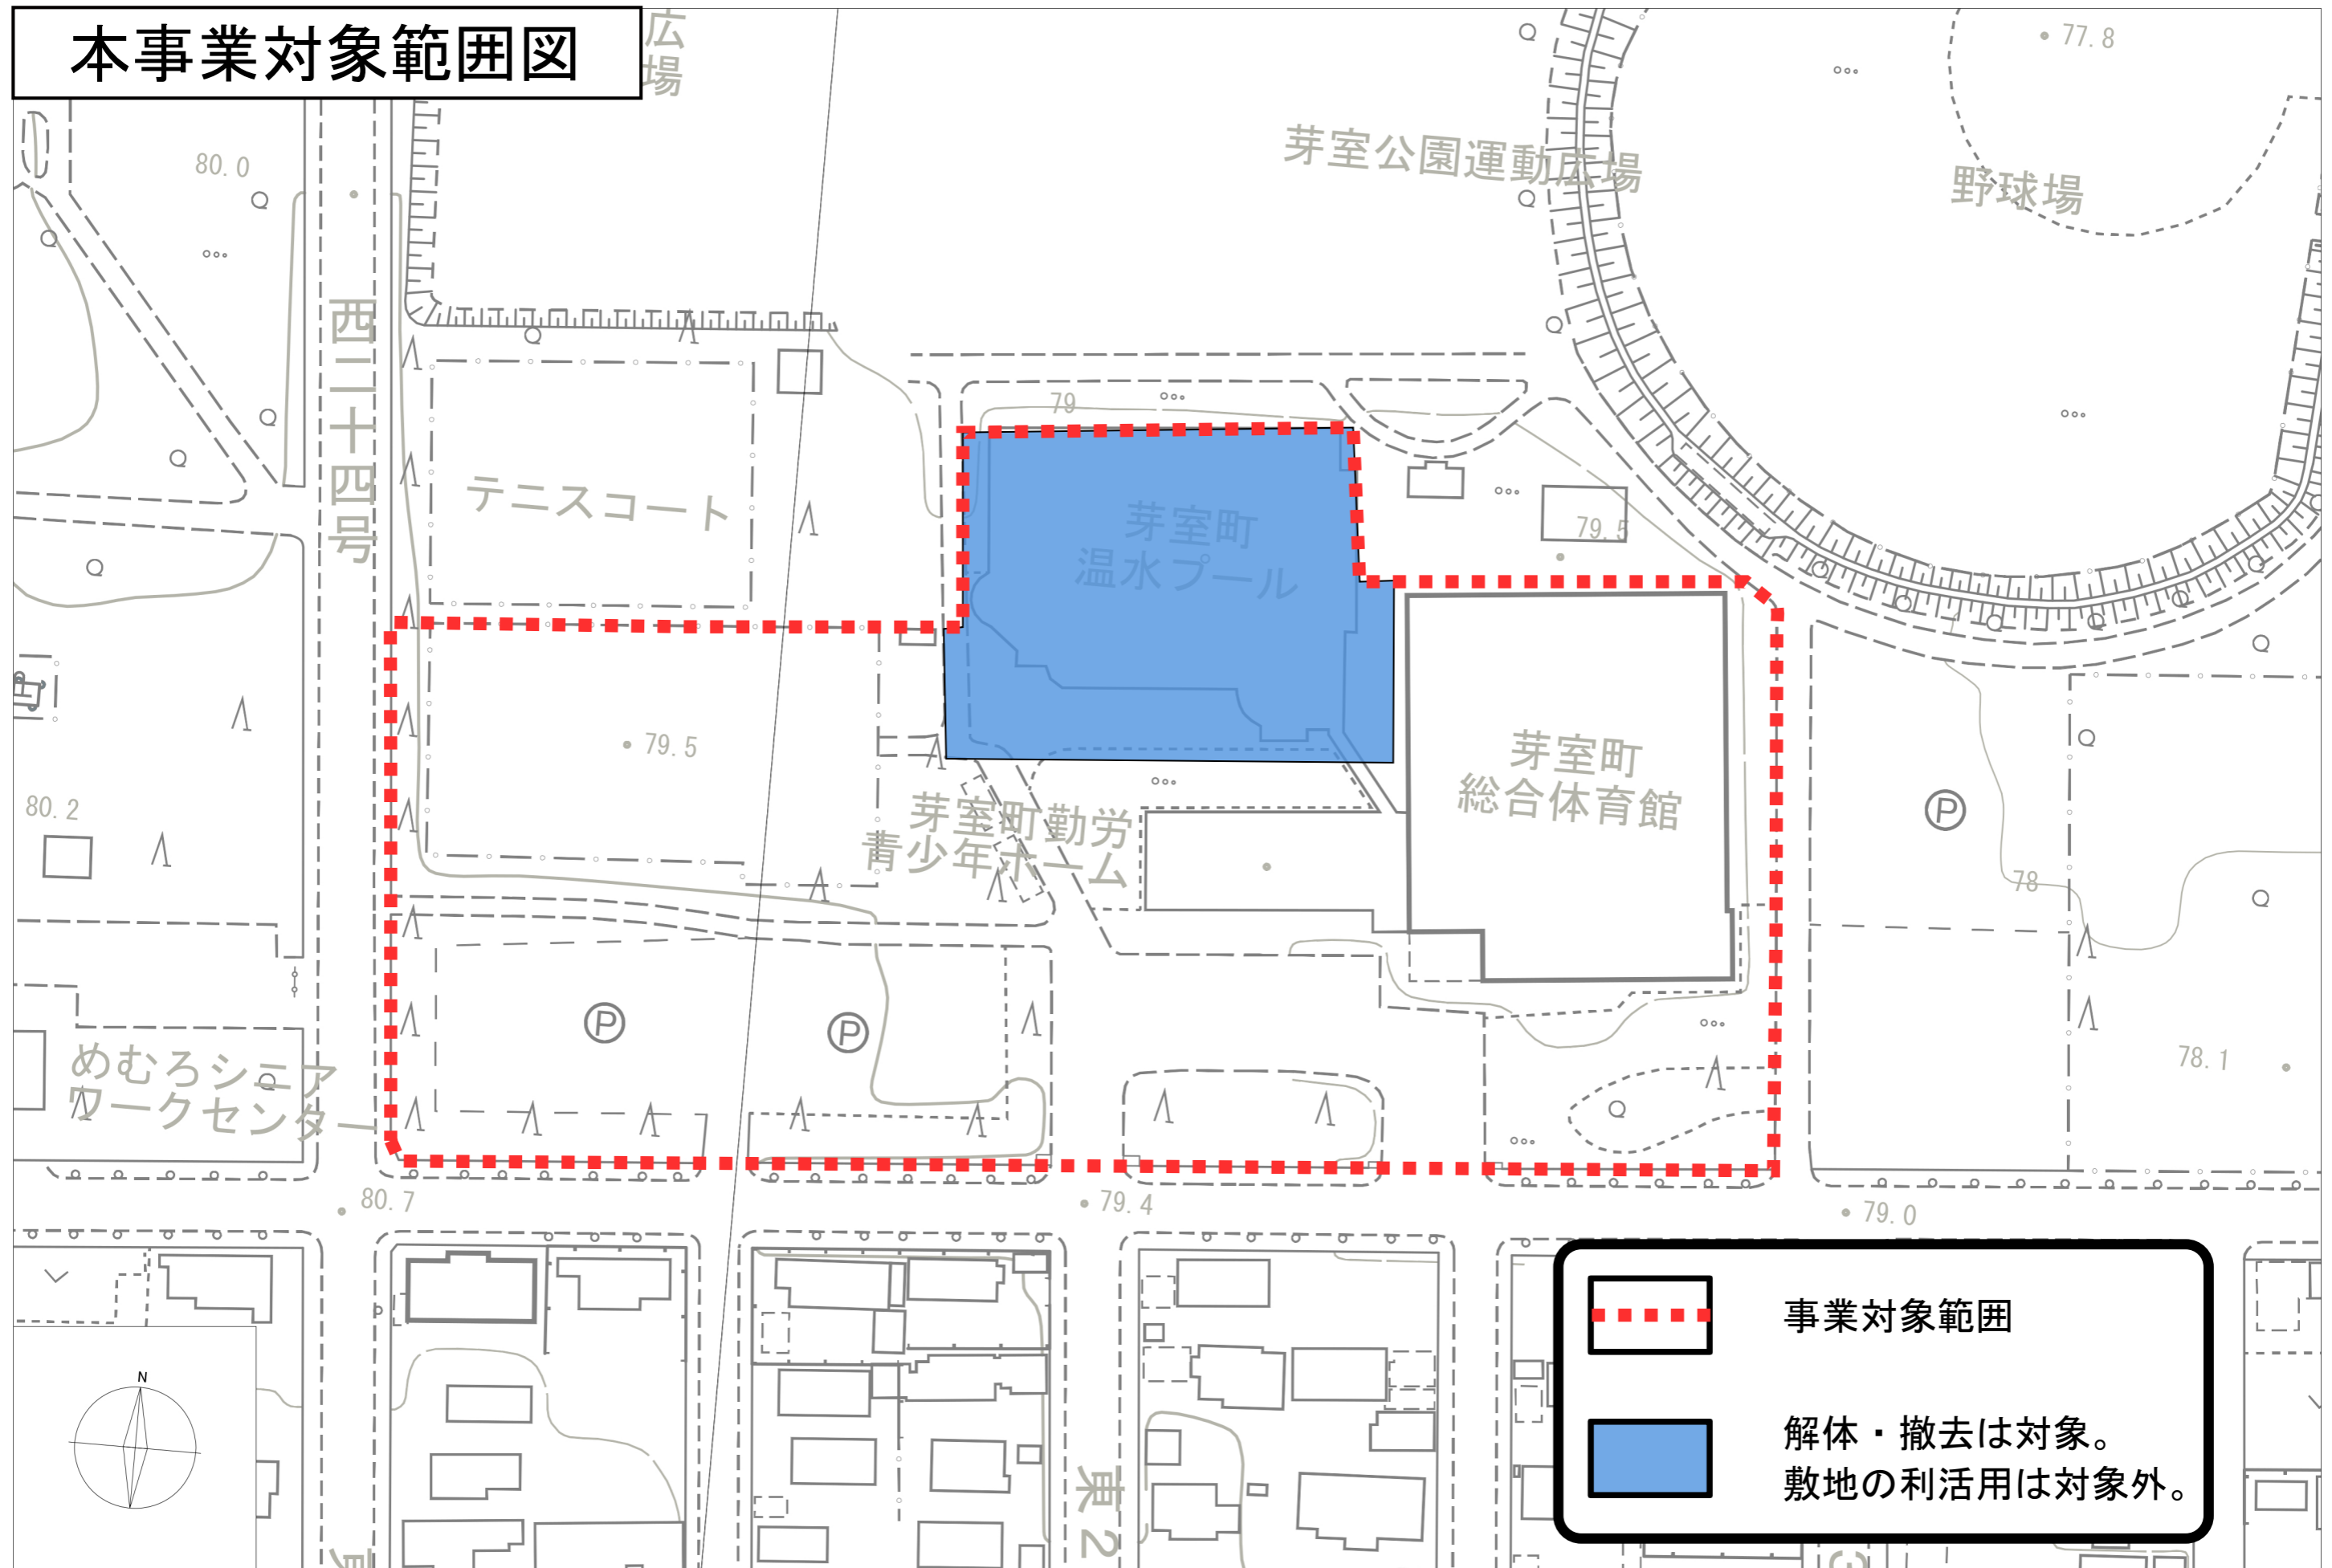 本事業対象範囲図
広
場
77.8
80.0
芽室公園運動広場
野球場
西二十四号
79
テニスコート
芽室町
温水プール
79.5
79.5
芽室町
総合体育館
80.2
芽室町勤労
青少年ホーム
P
78
P
P
めむろシニア
ワークセンター
78.1
80.7
79.4
79.0
事業対象範囲
解体・撤去は対象。
敷地の利活用は対象外。
N
東2